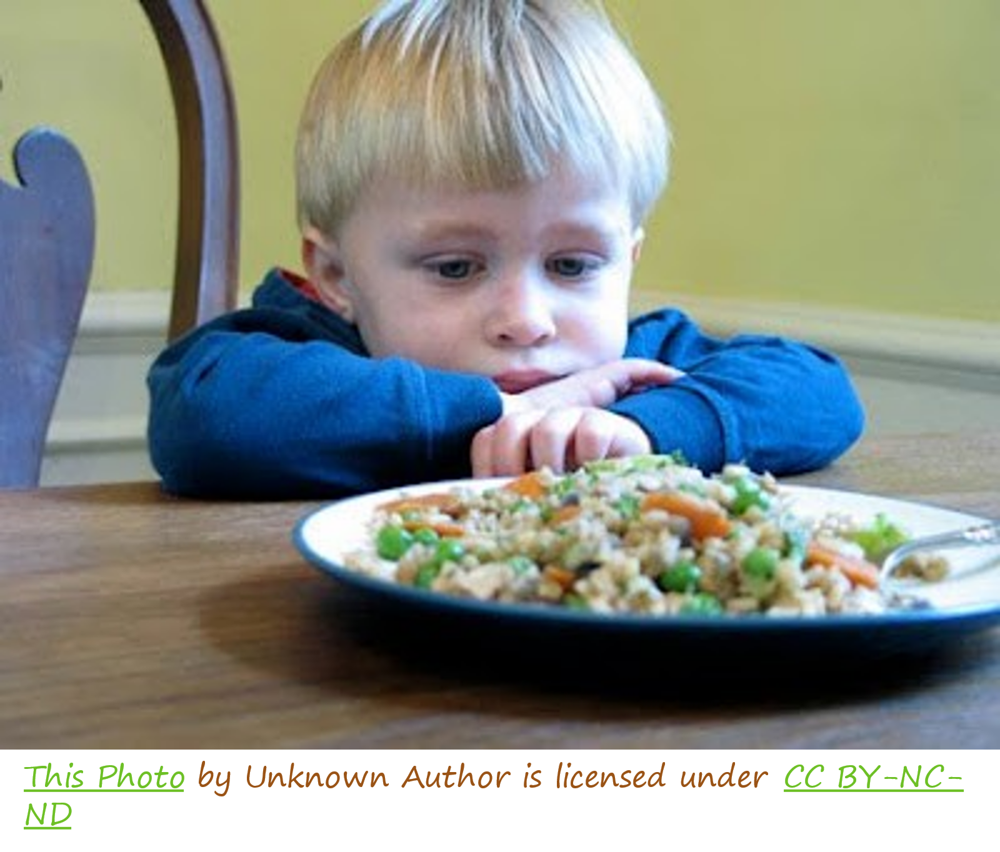 This Photo by Unknown Author is licensed under CC BY-NC-
ND